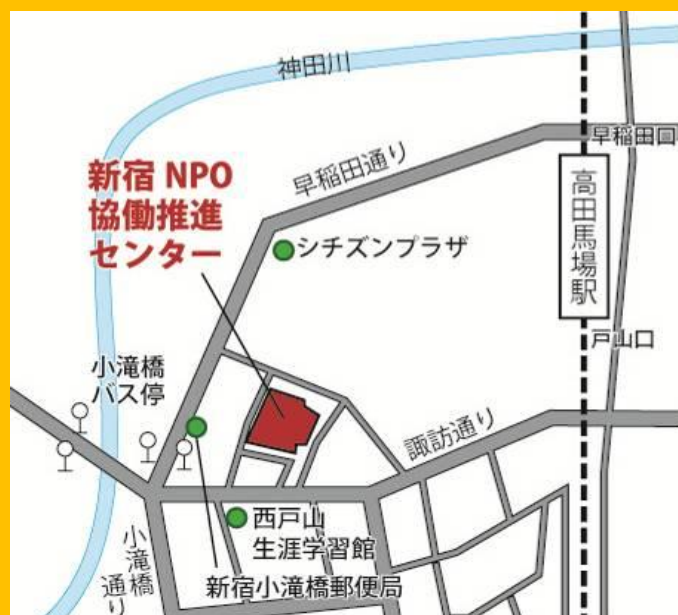 神田川
早稲田通り
早稲田口
新宿 NPO
協働推進
センター
高田馬場駅
シチズンプラザ
戸山口
小滝橋
バス停
諏訪通り
西戸山
生涯学習館
小滝橋
通り
新宿小滝橋郵便局